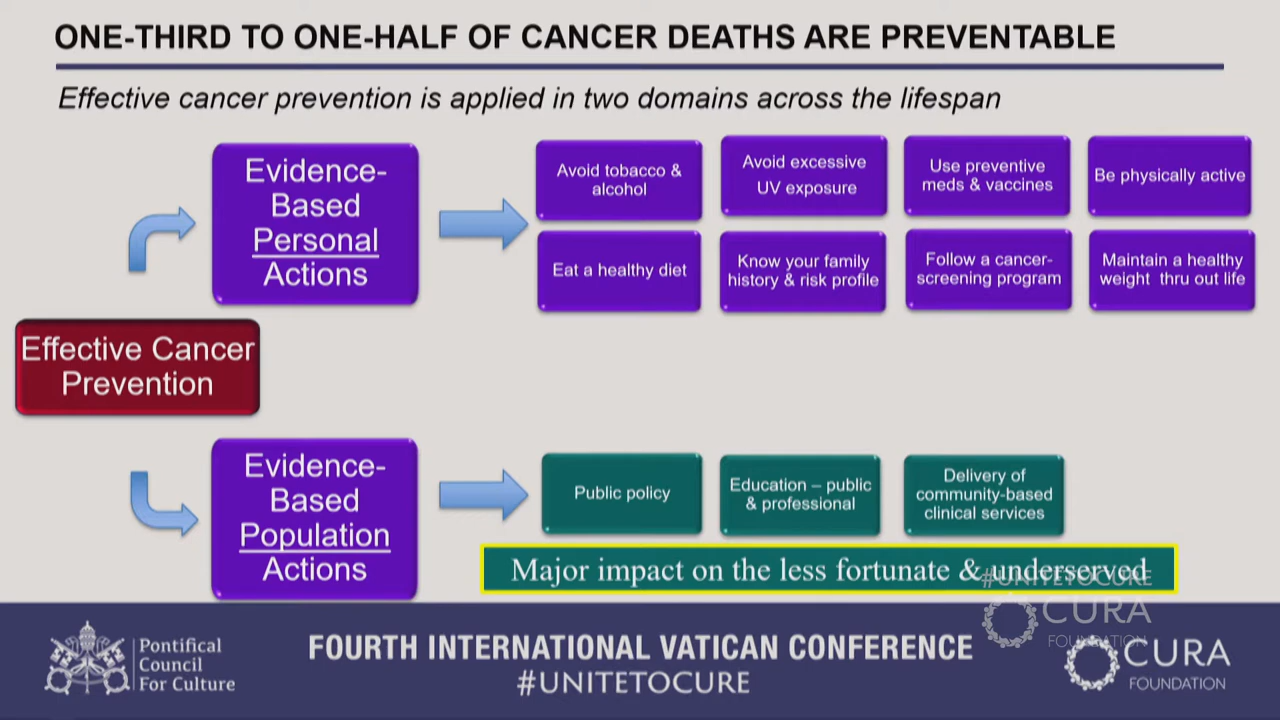 ONE-THIRD TO ONE-HALF OF CANCER DEATHS ARE PREVENTABLE
Effective cancer prevention is applied in two domains across the lifespan
Evidence-
Based
Personal
Actions
Avoid tobacco &
alcohol
Avoid excessive
UV exposure
Use preventive
meds & vaccines
Be physically active
Eat a healthy diet
Know your family
history & risk profile
Follow a cancer-
screening program
Maintain a healthy
weight thru out life
Effective Cancer
Prevention
Evidence-
Based
Population
Actions
Public policy
Education – public
& professional
Delivery of
community-based
clinical services
Major impact on the less fortunate & underserved
#UNITETOCURE
CURA
FOUNDATION
Pontifical
Council
For Culture
FOURTH INTERNATIONAL VATICAN CONFERENCE
#UNITETOCURE
CURA
FOUNDATION